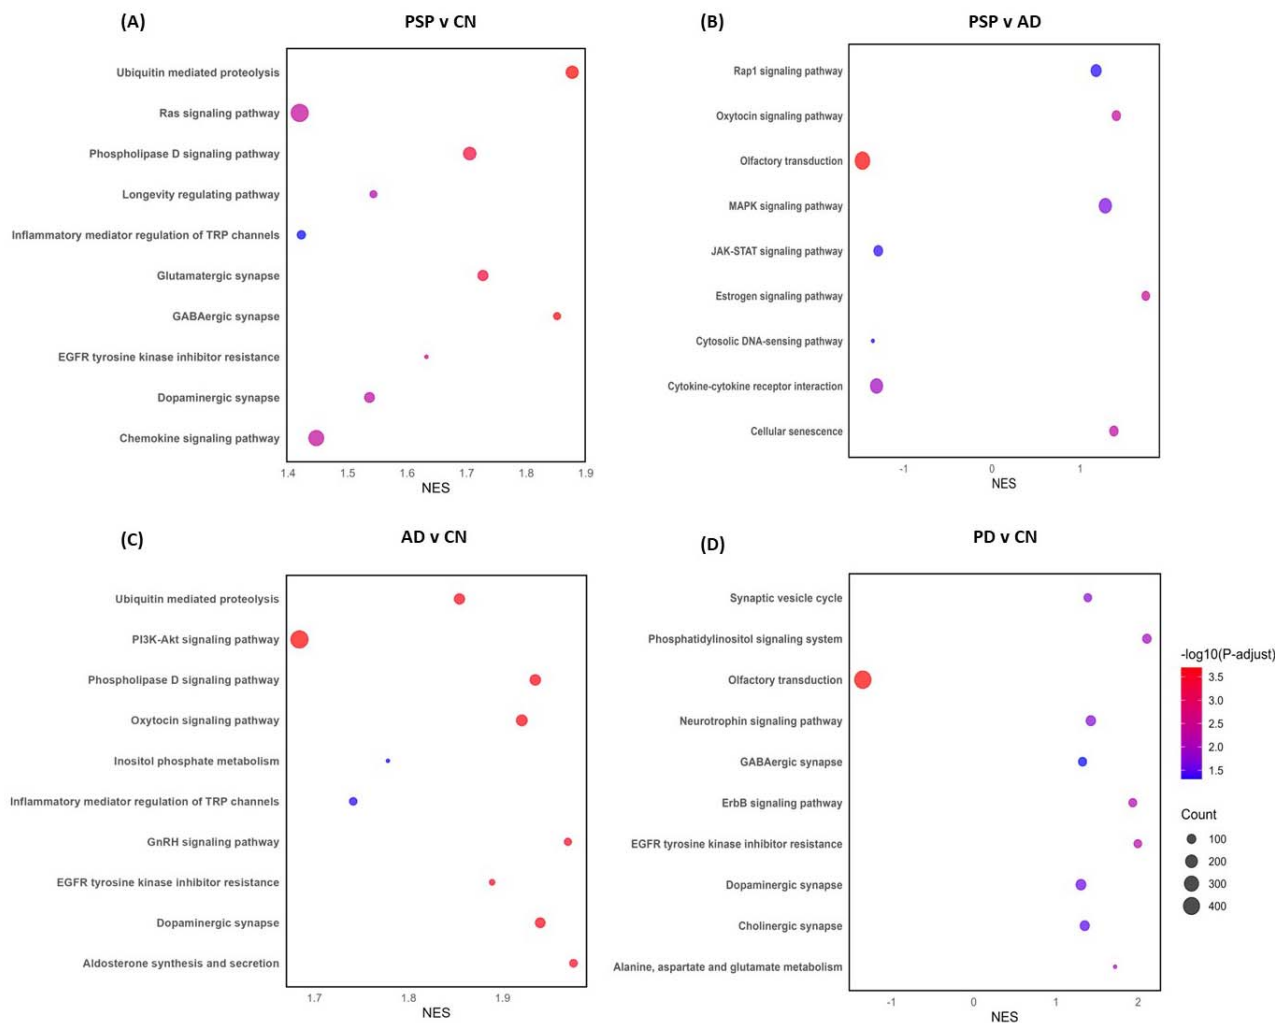 (A)
PSP v CN
Ubiquitin mediated proteolysis
Ras signaling pathway
Phospholipase D signaling pathway
Longevity regulating pathway
Inflammatory mediator regulation of TRP channels
Glutamatergic synapse
GABAergic synapse
EGFR tyrosine kinase inhibitor resistance
Dopaminergic synapse
Chemokine signaling pathway
1.4 1.5 1.6 1.7 1.8 1.9
NES
(B)
PSP v AD
Rap1 signaling pathway
Oxytocin signaling pathway
Olfactory transduction
MAPK signaling pathway
JAK-STAT signaling pathway
Estrogen signaling pathway
Cytosolic DNA-sensing pathway
Cytokine-cytokine receptor interaction
Cellular senescence
-1 0 1
NES
(C)
AD v CN
Ubiquitin mediated proteolysis
PI3K-Akt signaling pathway
Phospholipase D signaling pathway
Oxytocin signaling pathway
Inositol phosphate metabolism
Inflammatory mediator regulation of TRP channels
GnRH signaling pathway
EGFR tyrosine kinase inhibitor resistance
Dopaminergic synapse
Aldosterone synthesis and secretion
1.7 1.8 1.9
NES
(D)
PD v CN
Synaptic vesicle cycle
Phosphatidylinositol signaling system
Olfactory transduction
Neurotrophin signaling pathway
GABAergic synapse
ErbB signaling pathway
EGFR tyrosine kinase inhibitor resistance
Dopaminergic synapse
Cholinergic synapse
Alanine, aspartate and glutamate metabolism
-1 0 1 2
NES
-log10(P-adjust)
3.5
3.0
2.5
2.0
1.5
Count
100
200
300
400